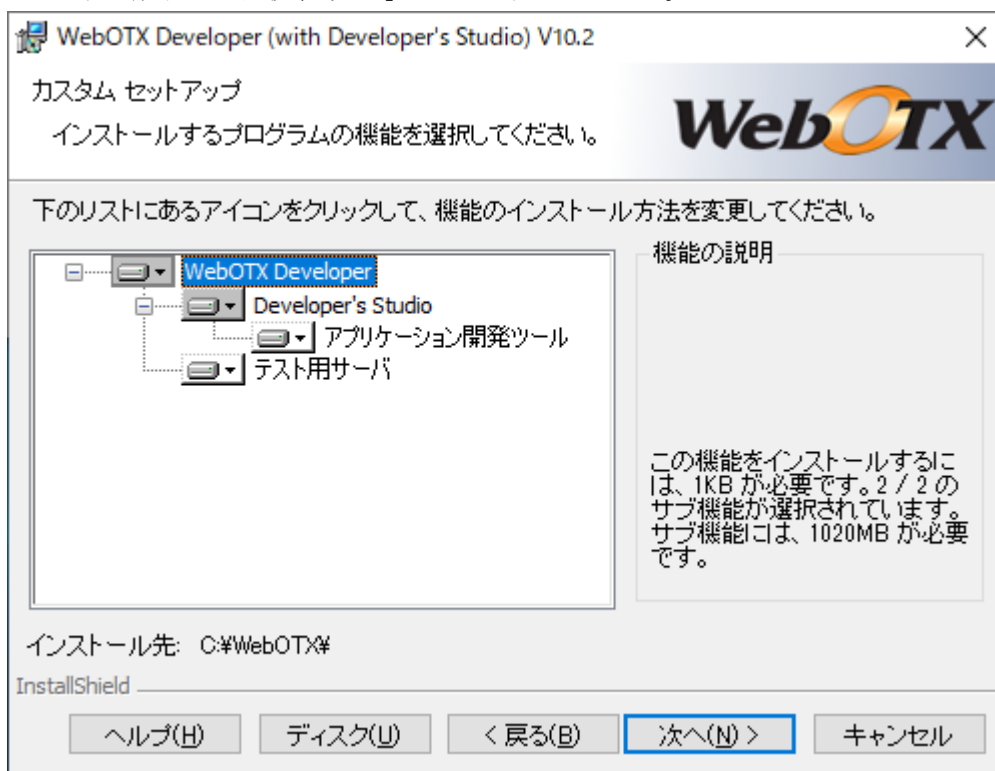 WebOTX Developer (with Developer's Studio) V10.2
カスタム セットアップ
インストールするプログラムの機能を選択してください。
WebOTX
下のリストにあるアイコンをクリックして、機能のインストール方法を変更してください。
WebOTX Developer
Developer's Studio
アプリケーション開発ツール
テスト用サーバ
機能の説明
この機能をインストールするに
は、1KB が必要です。2 / 2 の
サブ機能が選択されています。
サブ機能には、1020MB が必要
です。
インストール先: C:¥WebOTX¥
InstallShield
ヘルプ(H)
ディスク(U)
< 戻る(B)
次へ(N) >
キャンセル